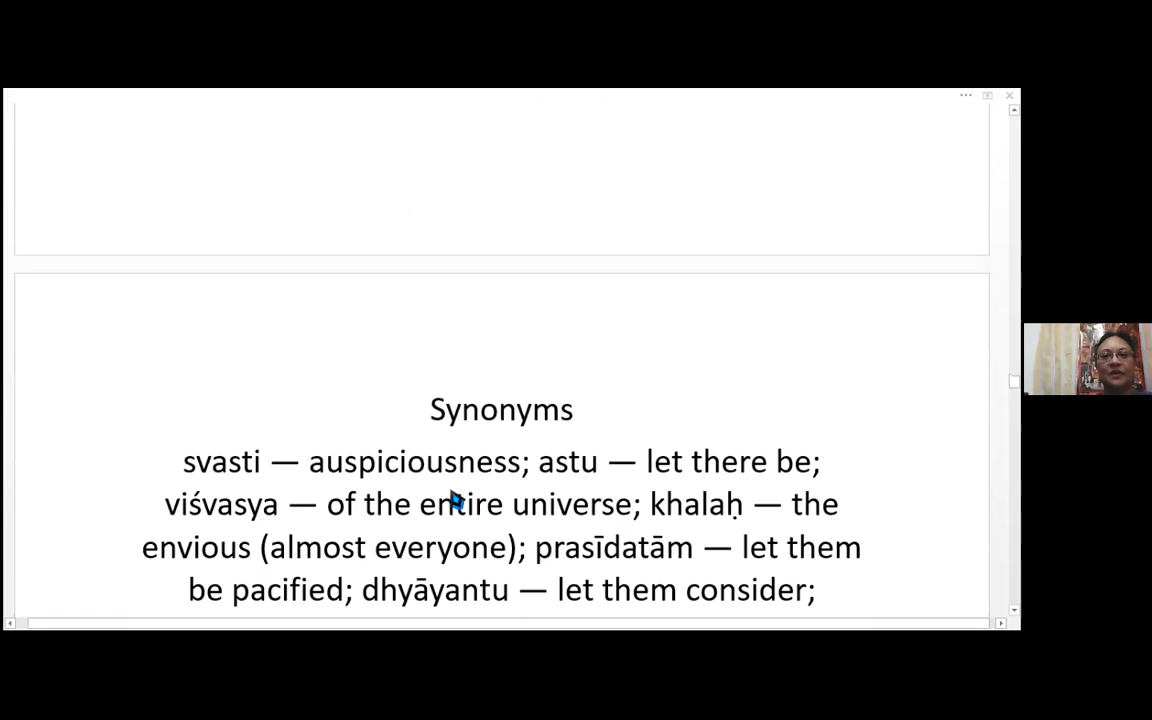 Synonyms
svasti — auspiciousness; astu — let there be;
viśvasya — of the entire universe; khalaḥ — the
envious (almost everyone); prasīdatām — let them
be pacified; dhyāyantu — let them consider;